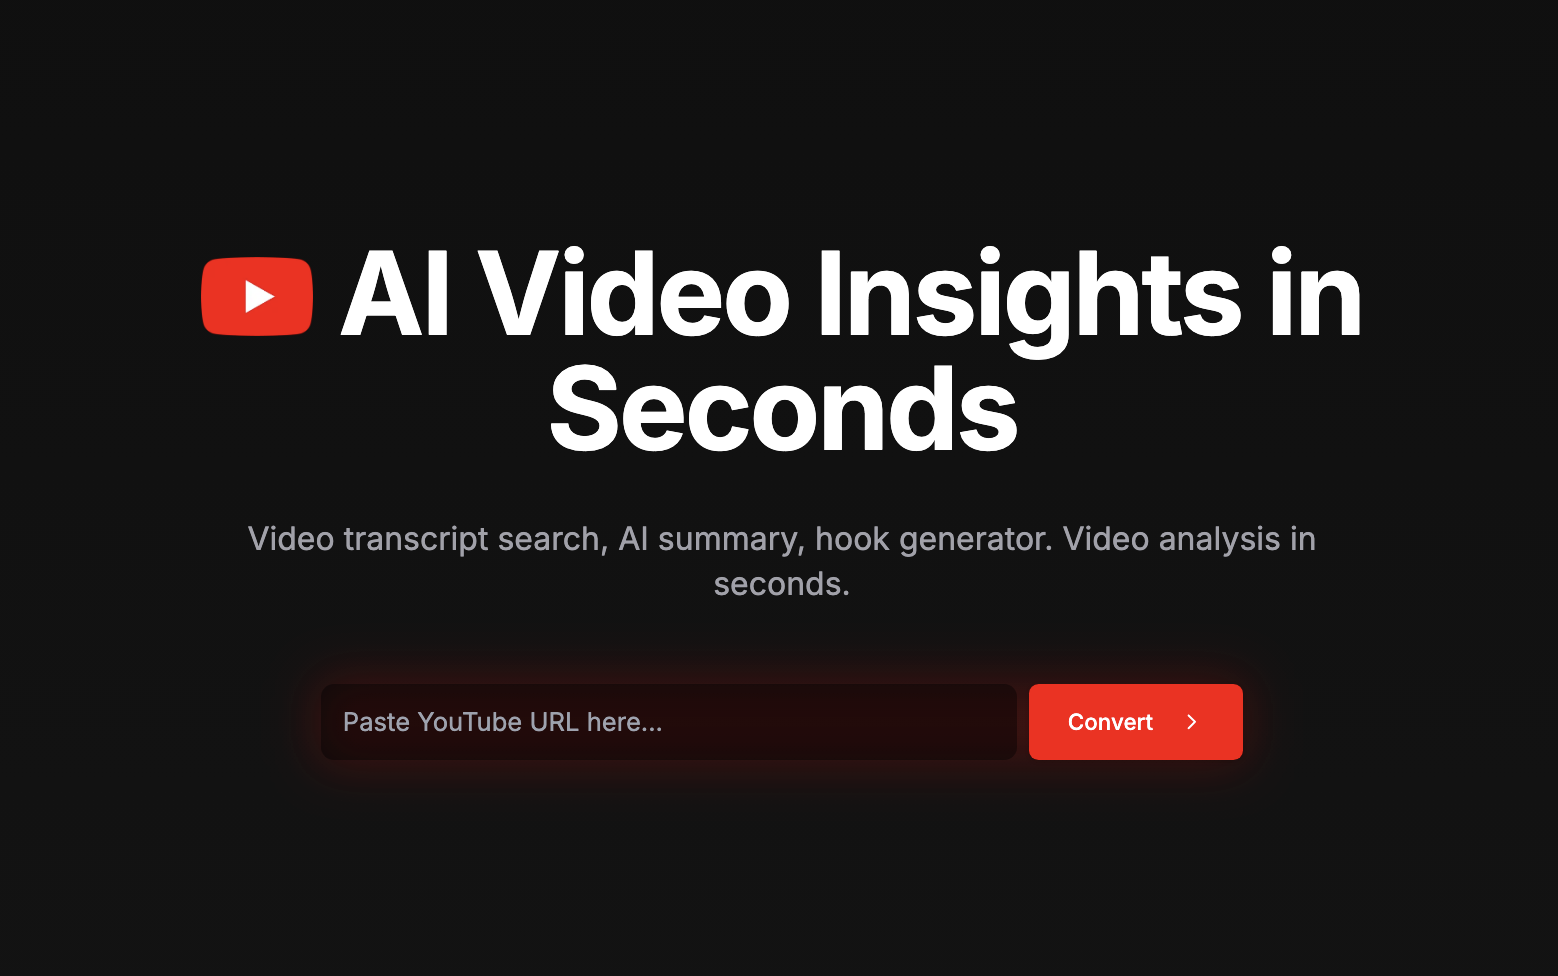 AI Video Insights in
Seconds
Video transcript search, AI summary, hook generator. Video analysis in
seconds.
Paste YouTube URL here...
Convert